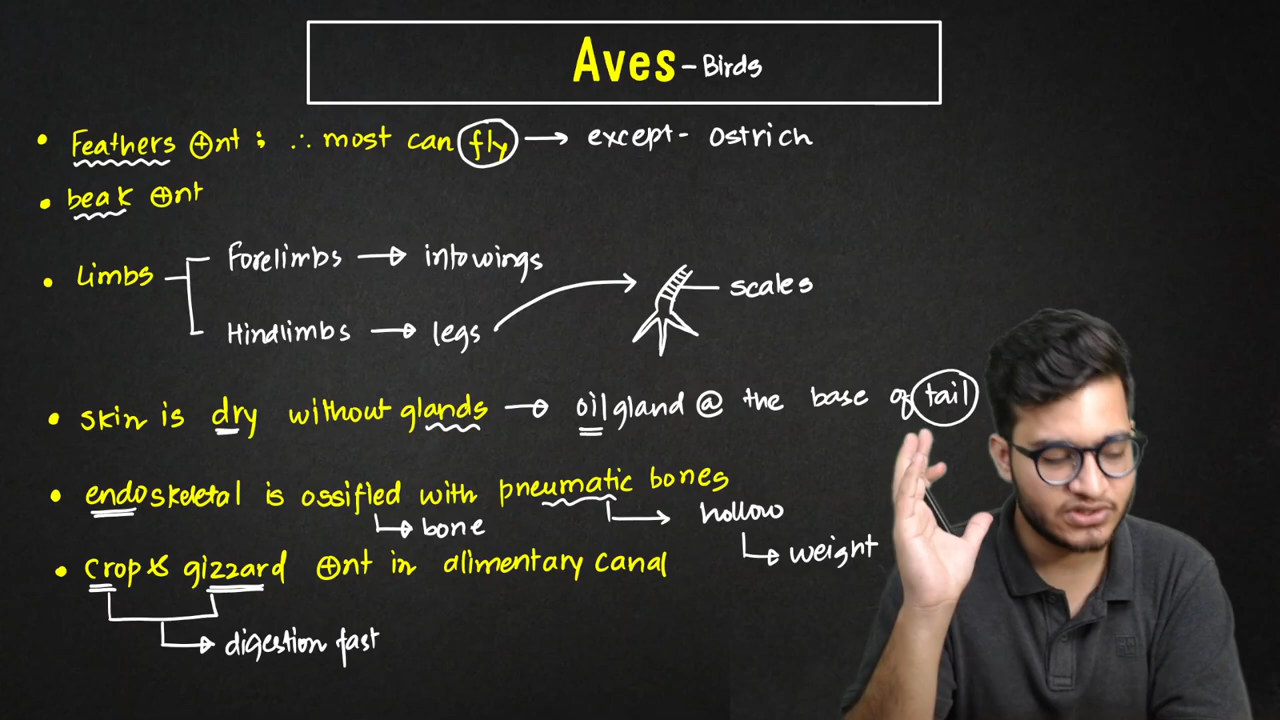 Aves - Birds
• Feathers ⊕nt ; ∴ most can fly → except - Ostrich
• beak ⊕nt
• Limbs
Forelimbs → into wings
Hindlimbs → legs
scales
• skin is dry without glands → oil gland @ the base of tail
• endoskeletal is ossified with pneumatic bones
→ bone
→ hollow
→ weight
• crop & gizzard ⊕nt in alimentary canal
→ digestion fast